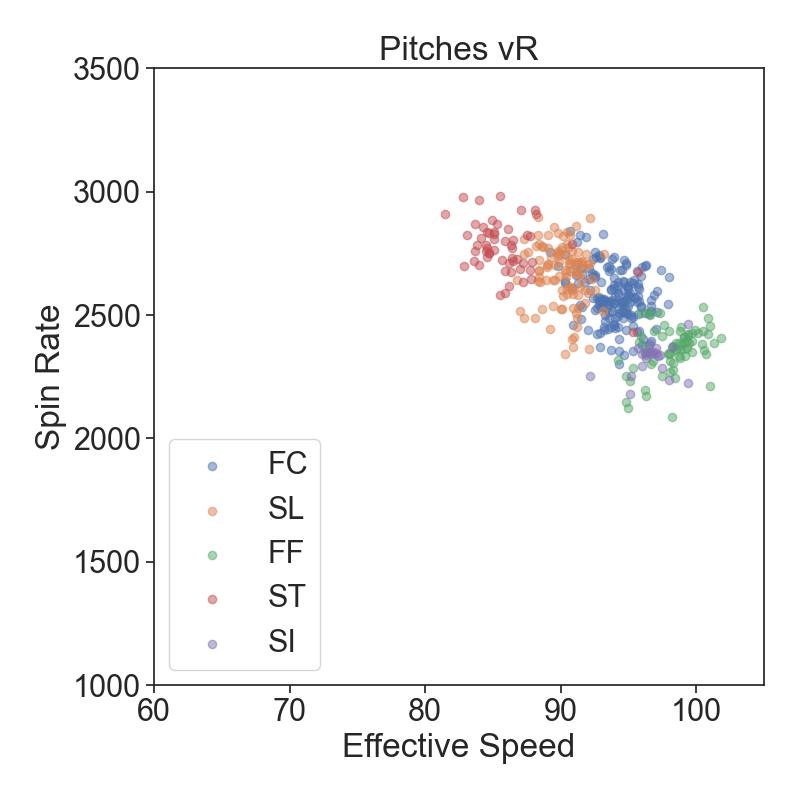 Pitches vR
3500
3000
2500
2000
1500
1000
Spin Rate
FC
SL
FF
ST
SI
60 70 80 90 100
Effective Speed